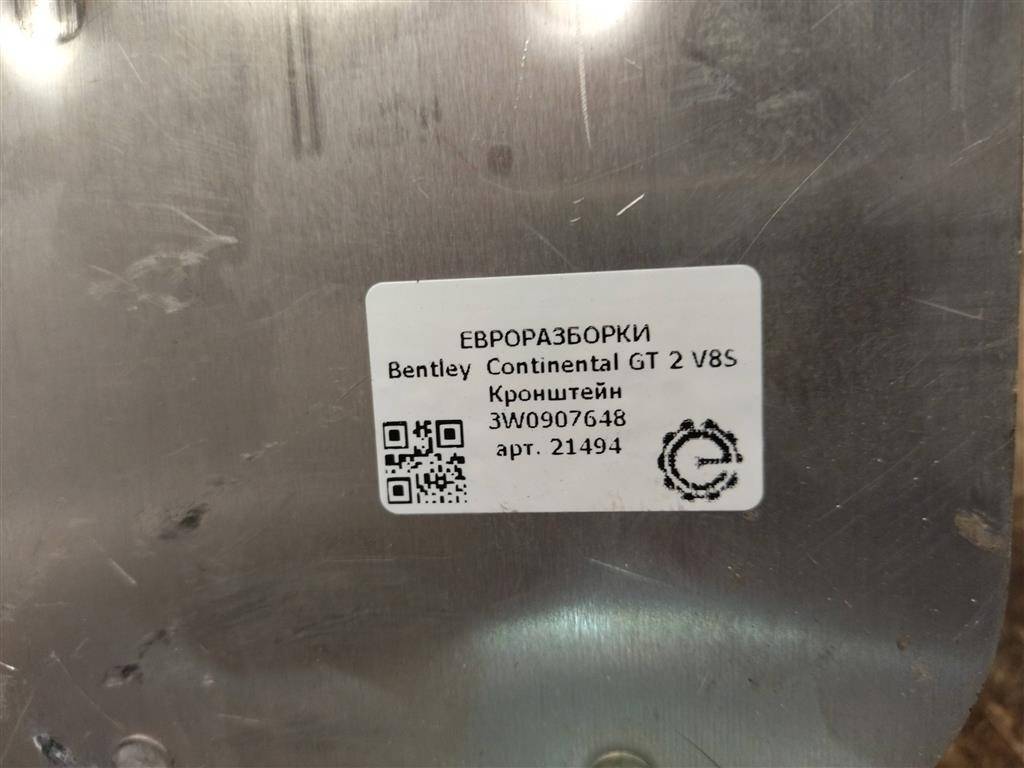 ЕВРОРАЗБОРКИ
Bentley Continental GT 2 V8S
Кронштейн
3W0907648
арт. 21494